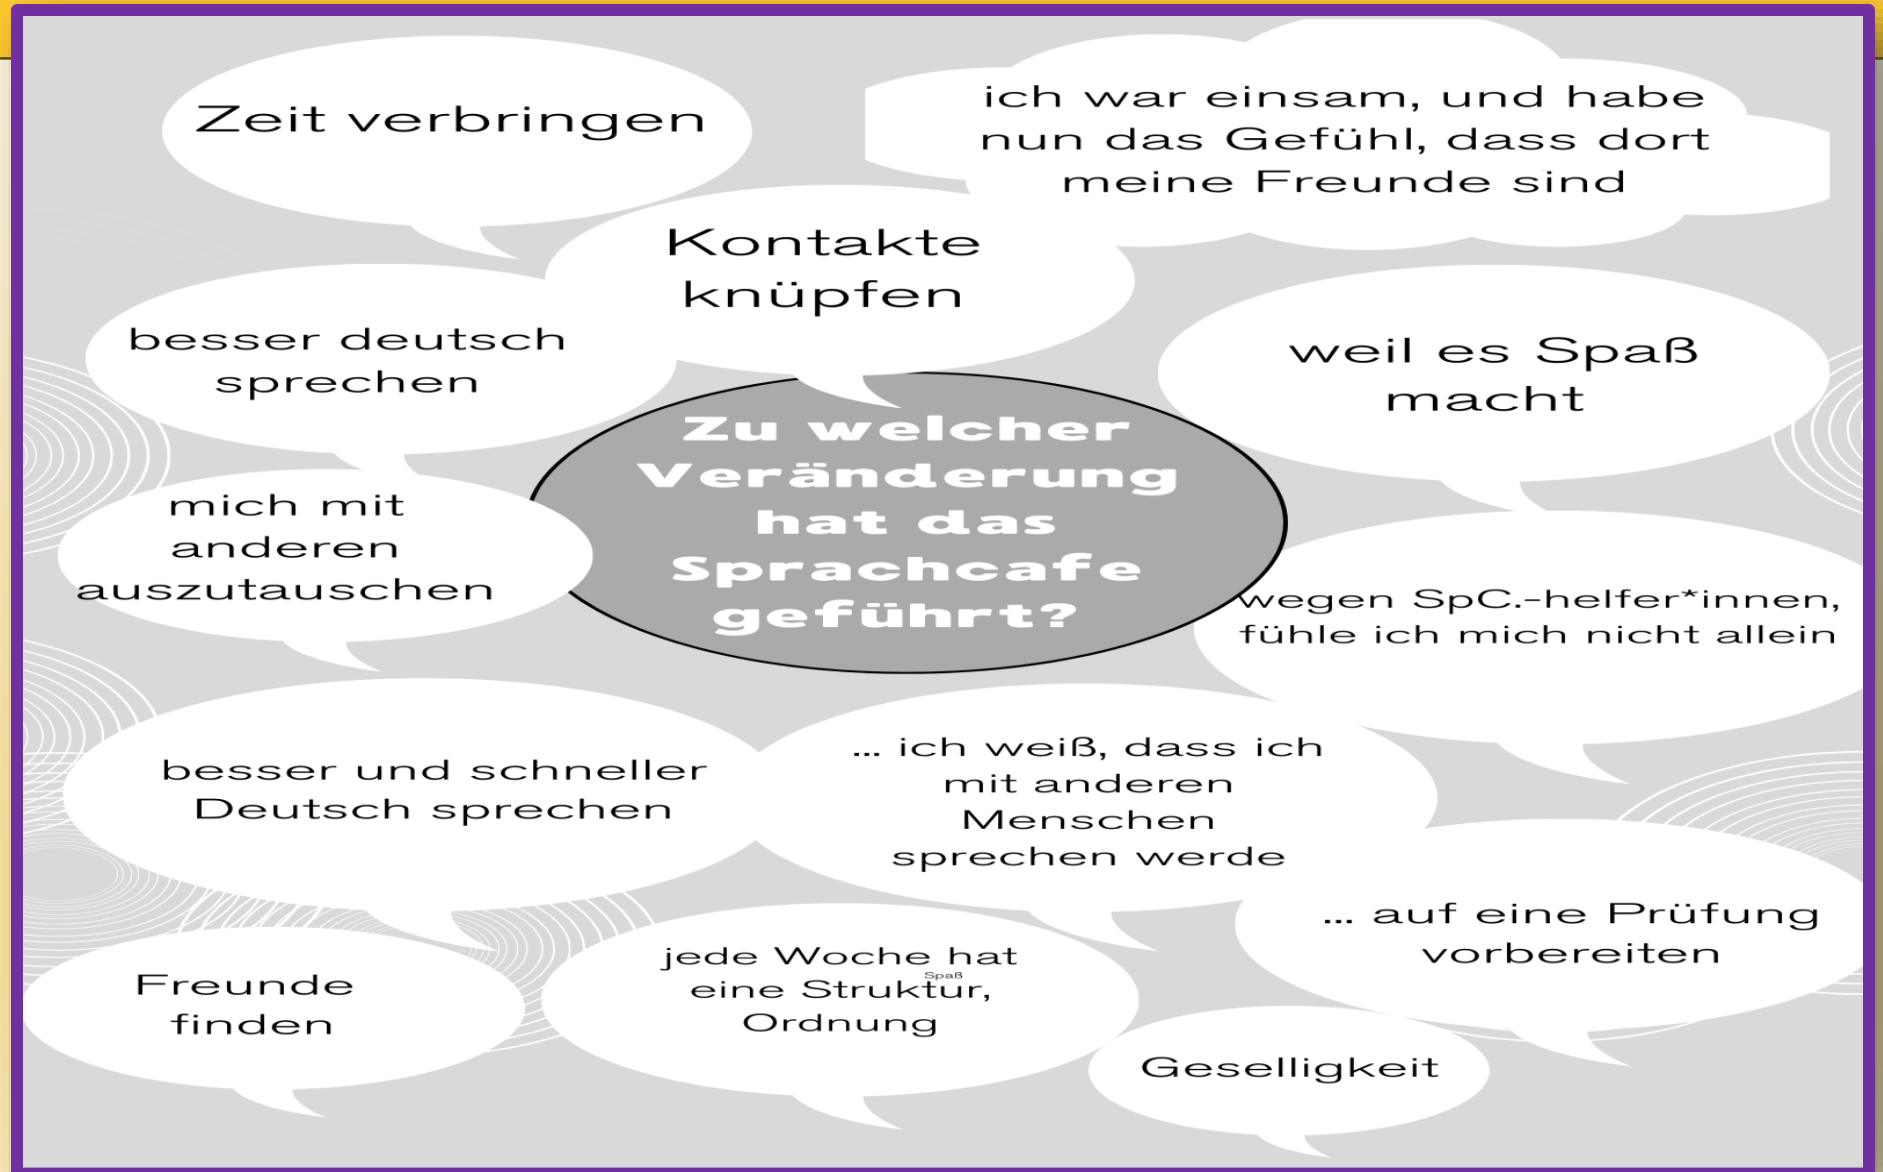 Zeit verbringen
ich war einsam, und habe
nun das Gefühl, dass dort
meine Freunde sind
Kontakte
knüpfen
besser deutsch
sprechen
weil es Spaß
macht
Zu welcher
Veränderung
hat das
Sprachcafe
geführt?
mich mit
anderen
auszutauschen
wegen SpC.-helfer*innen,
fühle ich mich nicht allein
besser und schneller
Deutsch sprechen
... ich weiß, dass ich
mit anderen
Menschen
sprechen werde
... auf eine Prüfung
vorbereiten
Freunde
finden
jede Woche hat
Spaß
eine Struktur,
Ordnung
Geselligkeit